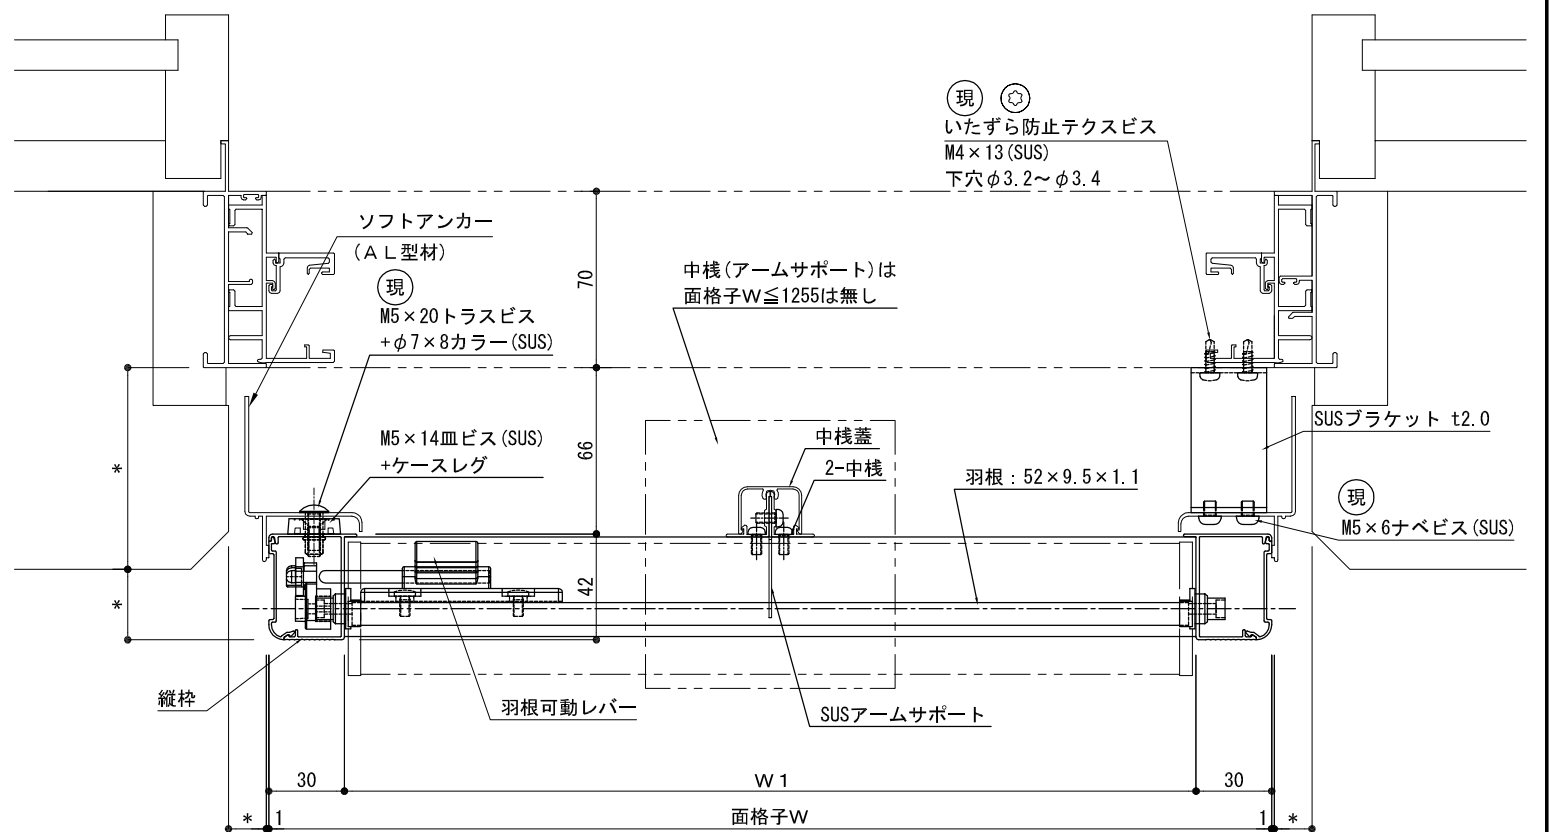 現
いたずら防止テクスビス
M4×13(SUS)
下穴φ3.2～φ3.4
ソフトアンカー
(AL型材)
現
M5×20トラスビス
+φ7×8カラー(SUS)
70
中桟(アームサポート)は
面格子W≦1255は無し
SUSブラケット t2.0
M5×14皿ビス(SUS)
+ケースレグ
中桟蓋
2-中桟
66
羽根：52×9.5×1.1
現
M5×6ナベビス(SUS)
*
*
42
縦枠
羽根可動レバー
SUSアームサポート
30
W1
30
*
1
面格子W
1
*